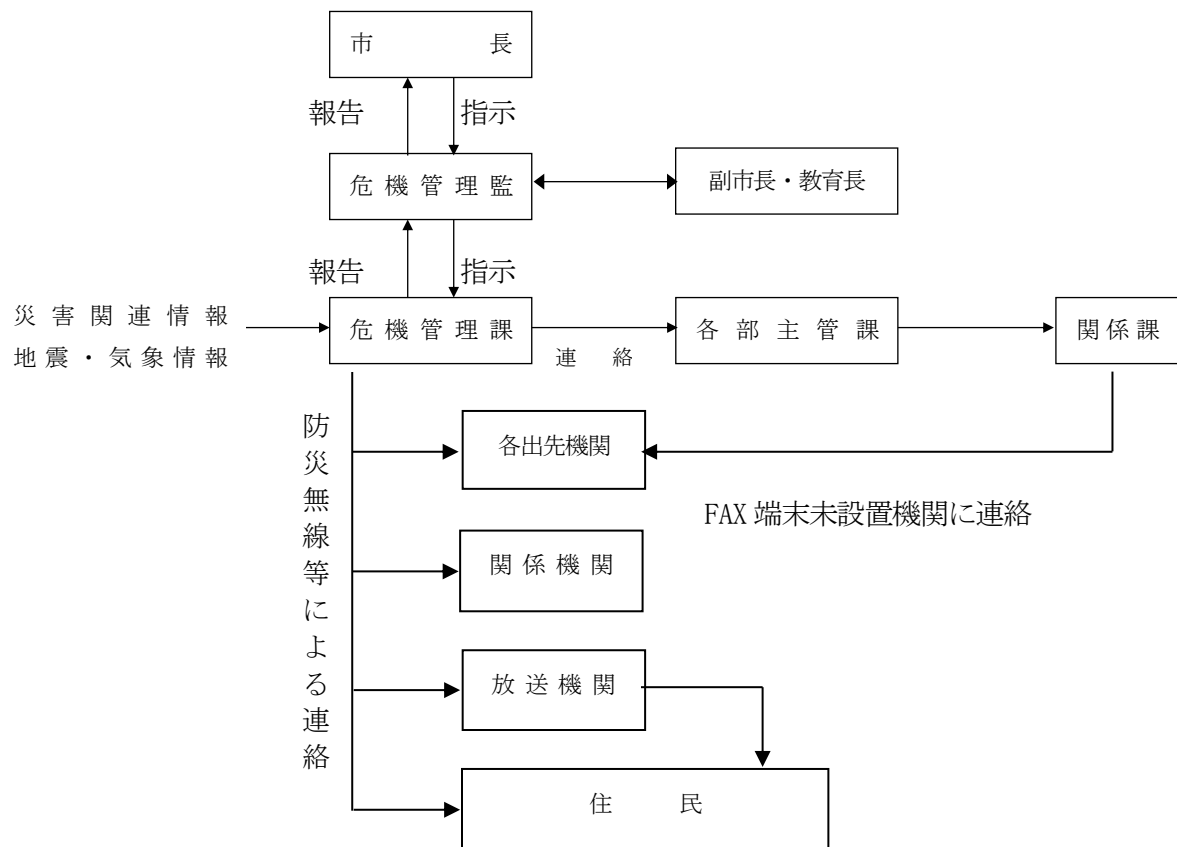 市長
報告
指示
危機管理監
副市長・教育長
報告
指示
災害関連情報
地震・気象情報
危機管理課
連絡
各部主管課
関係課
防災無線等による連絡
各出先機関
FAX 端末未設置機関に連絡
関係機関
放送機関
住民